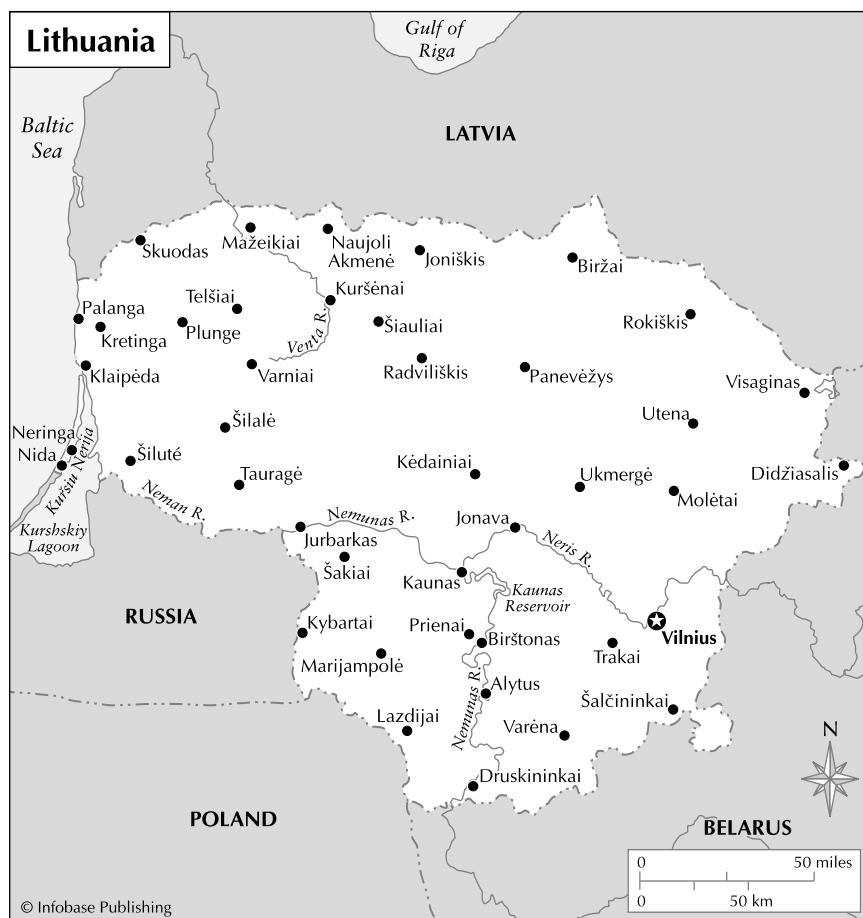 Lithuania
Gulf of
Riga
Baltic
Sea
LATVIA
Skuodas
Mažeikiai
Naujoli
Akmenė
Joniškis
Biržai
Palanga
Kretinga
Telšiai
Plunge
Kuršėnai
Venta R.
Šiauliai
Rokiškis
Klaipėda
Varniai
Radviliškis
Panevėžys
Visaginas
Neringa
Nida
Kuršiu Nerija
Šilalė
Utena
Šiluté
Tauragė
Kėdainiai
Ukmergė
Molėtai
Didžiasalis
Kurshskiy
Lagoon
Neman R.
Nemunas R.
Jurbarkas
Jonava
Neris R.
Šakiai
Kaunas
Kaunas
Reservoir
RUSSIA
Kybartai
Prienai
Birštonas
Trakai
Vilnius
Marijampolė
Nemunas R.
Alytus
Šalčininkai
Lazdijai
Varėna
Druskininkai
N
POLAND
BELARUS
0 50 miles
0 50 km
© Infobase Publishing